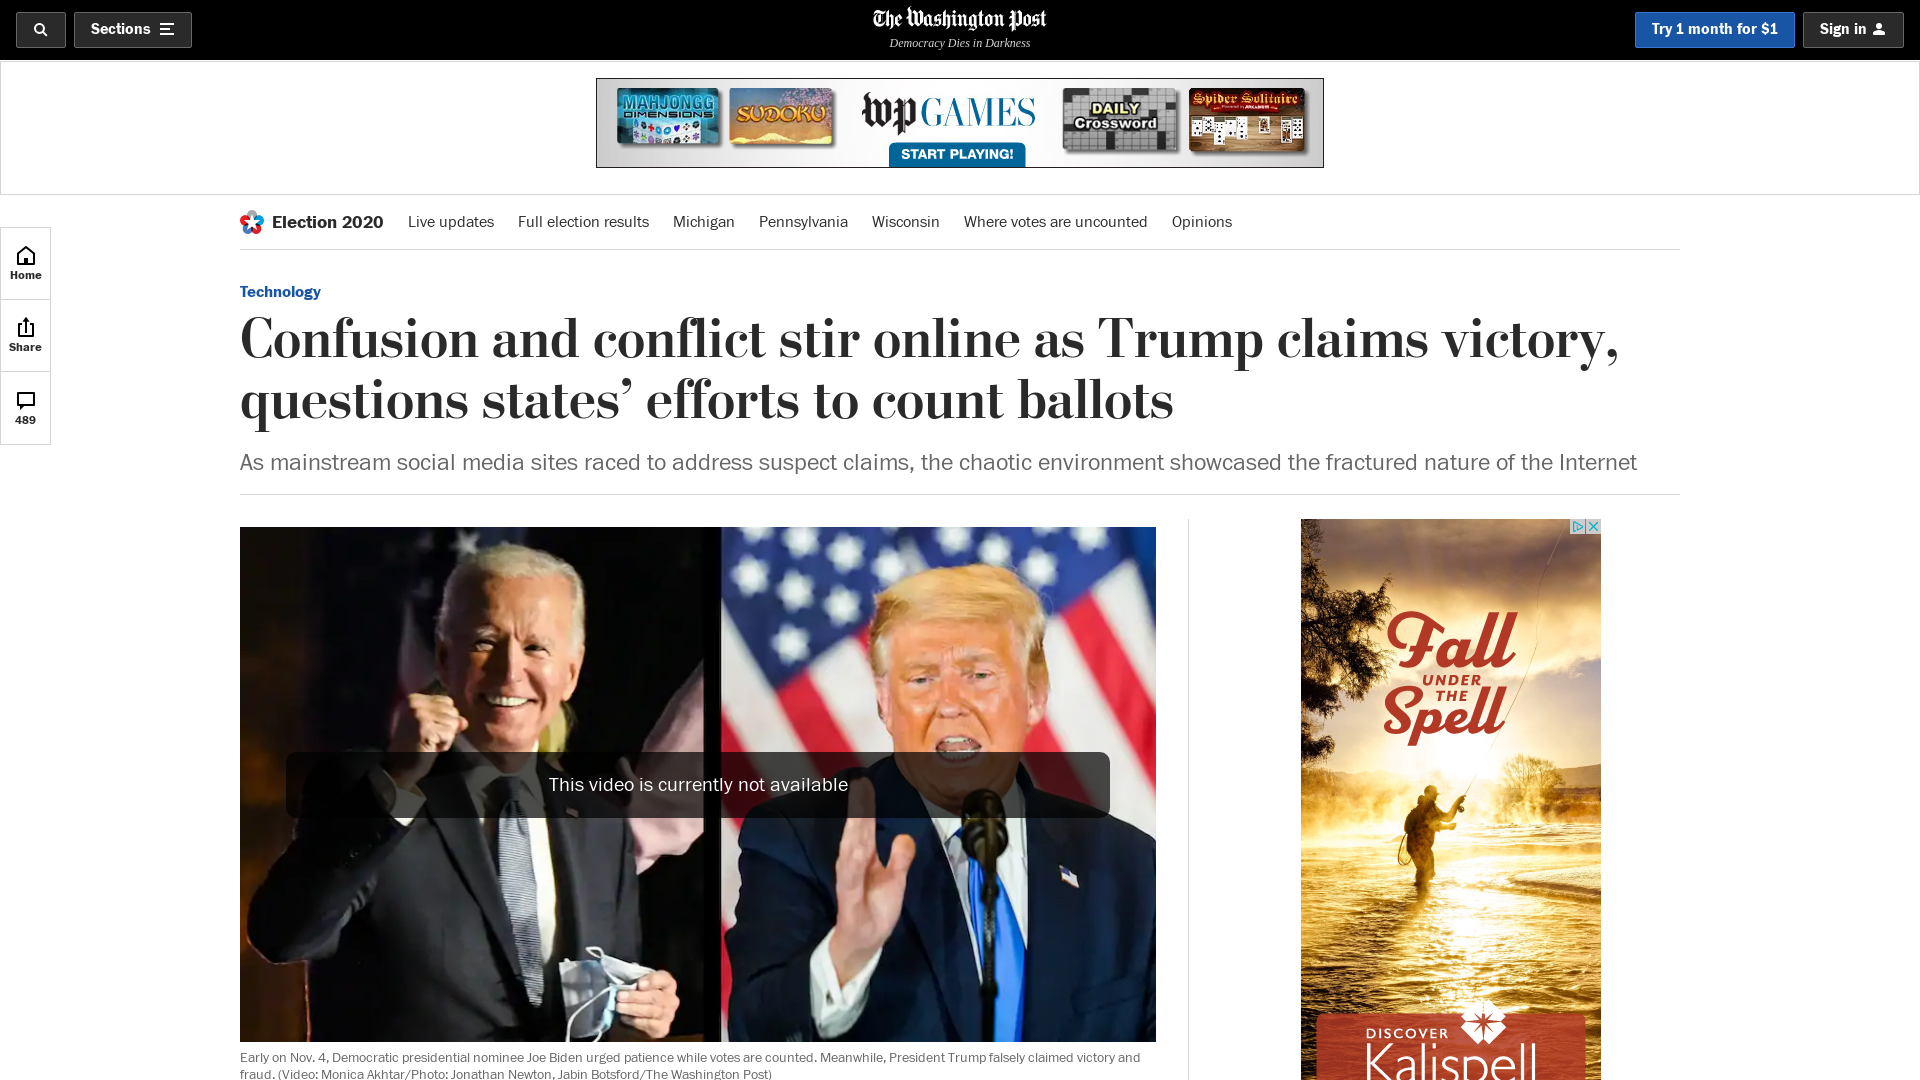 Sections
The Washington Post
Democracy Dies in Darkness
Try 1 month for $1
Sign in
MAHJONGG
DIMENSIONS
SUDOKU
wp GAMES
START PLAYING!
DAILY
Crossword
Spider Solitaire
Election 2020
Live updates
Full election results
Michigan
Pennsylvania
Wisconsin
Where votes are uncounted
Opinions
Home
Share
489
Technology
Confusion and conflict stir online as Trump claims victory,
questions states’ efforts to count ballots
As mainstream social media sites raced to address suspect claims, the chaotic environment showcased the fractured nature of the Internet
This video is currently not available
Early on Nov. 4, Democratic presidential nominee Joe Biden urged patience while votes are counted. Meanwhile, President Trump falsely claimed victory and
fraud. (Video: Monica Akhtar/Photo: Jonathan Newton, Jabin Botsford/The Washington Post)
Fall
UNDER
THE
Spell
DISCOVER
Kalispell